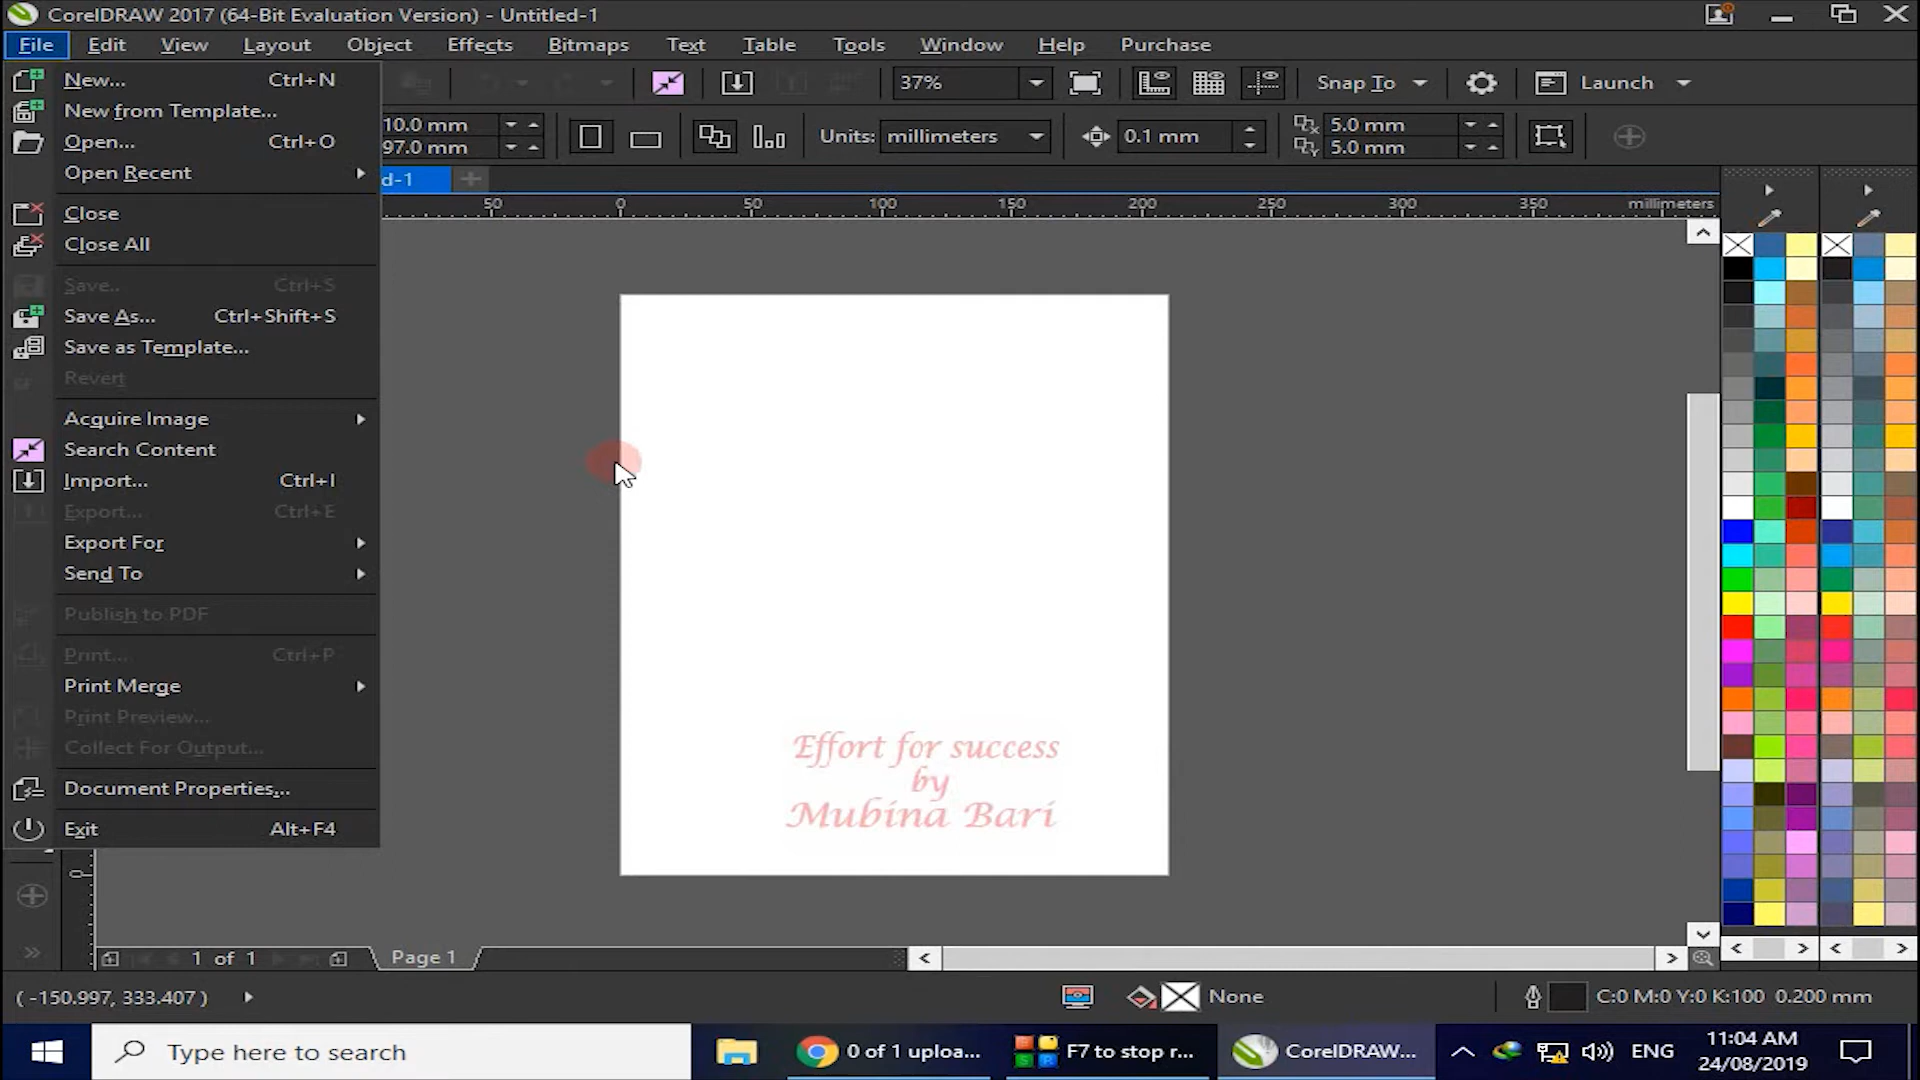 CorelDRAW 2017 (64-Bit Evaluation Version) - Untitled-1
File Edit View Layout Object Effects Bitmaps Text Table Tools Window Help Purchase
New... Ctrl+N
New from Template...
Open... Ctrl+O
Open Recent
Close
Close All
Save... Ctrl+S
Save As... Ctrl+Shift+S
Save as Template...
Revert
Acquire Image
Search Content
Import... Ctrl+I
Export... Ctrl+E
Export For
Send To
Publish to PDF
Print... Ctrl+P
Print Merge
Print Preview...
Collect For Output...
Document Properties...
Exit Alt+F4
37% Snap To Launch
10.0 mm
97.0 mm
Units: millimeters 0.1 mm
5.0 mm
5.0 mm
d-1
50 0 50 100 150 200 250 300 350 millimeters
Effort for success
by
Mubina Bari
0
1 of 1 Page 1
( -150.997, 333.407 ) None C:0 M:0 Y:0 K:100 0.200 mm
Type here to search 0 of 1 uploa... F7 to stop r... CorelDRAW... ENG
11:04 AM
24/08/2019